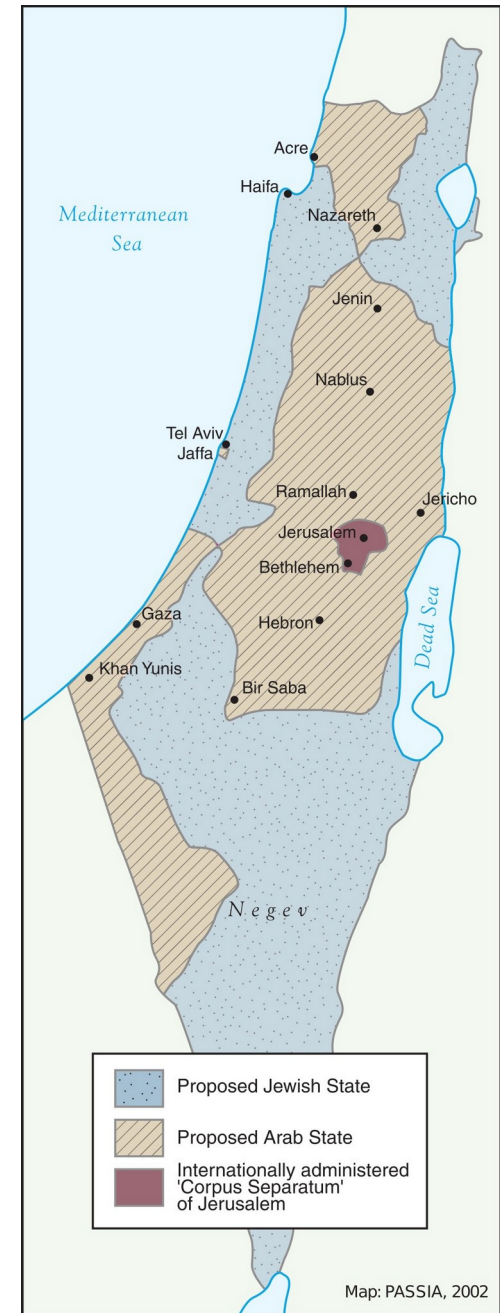 Acre
Haifa
Mediterranean
Sea
Nazareth
Jenin
Nablus
Tel Aviv
Jaffa
Ramallah
Jericho
Jerusalem
Bethlehem
Dead Sea
Gaza
Hebron
Khan Yunis
Bir Saba
Negev
Proposed Jewish State
Proposed Arab State
Internationally administered
'Corpus Separatum'
of Jerusalem
Map: PASSIA, 2002